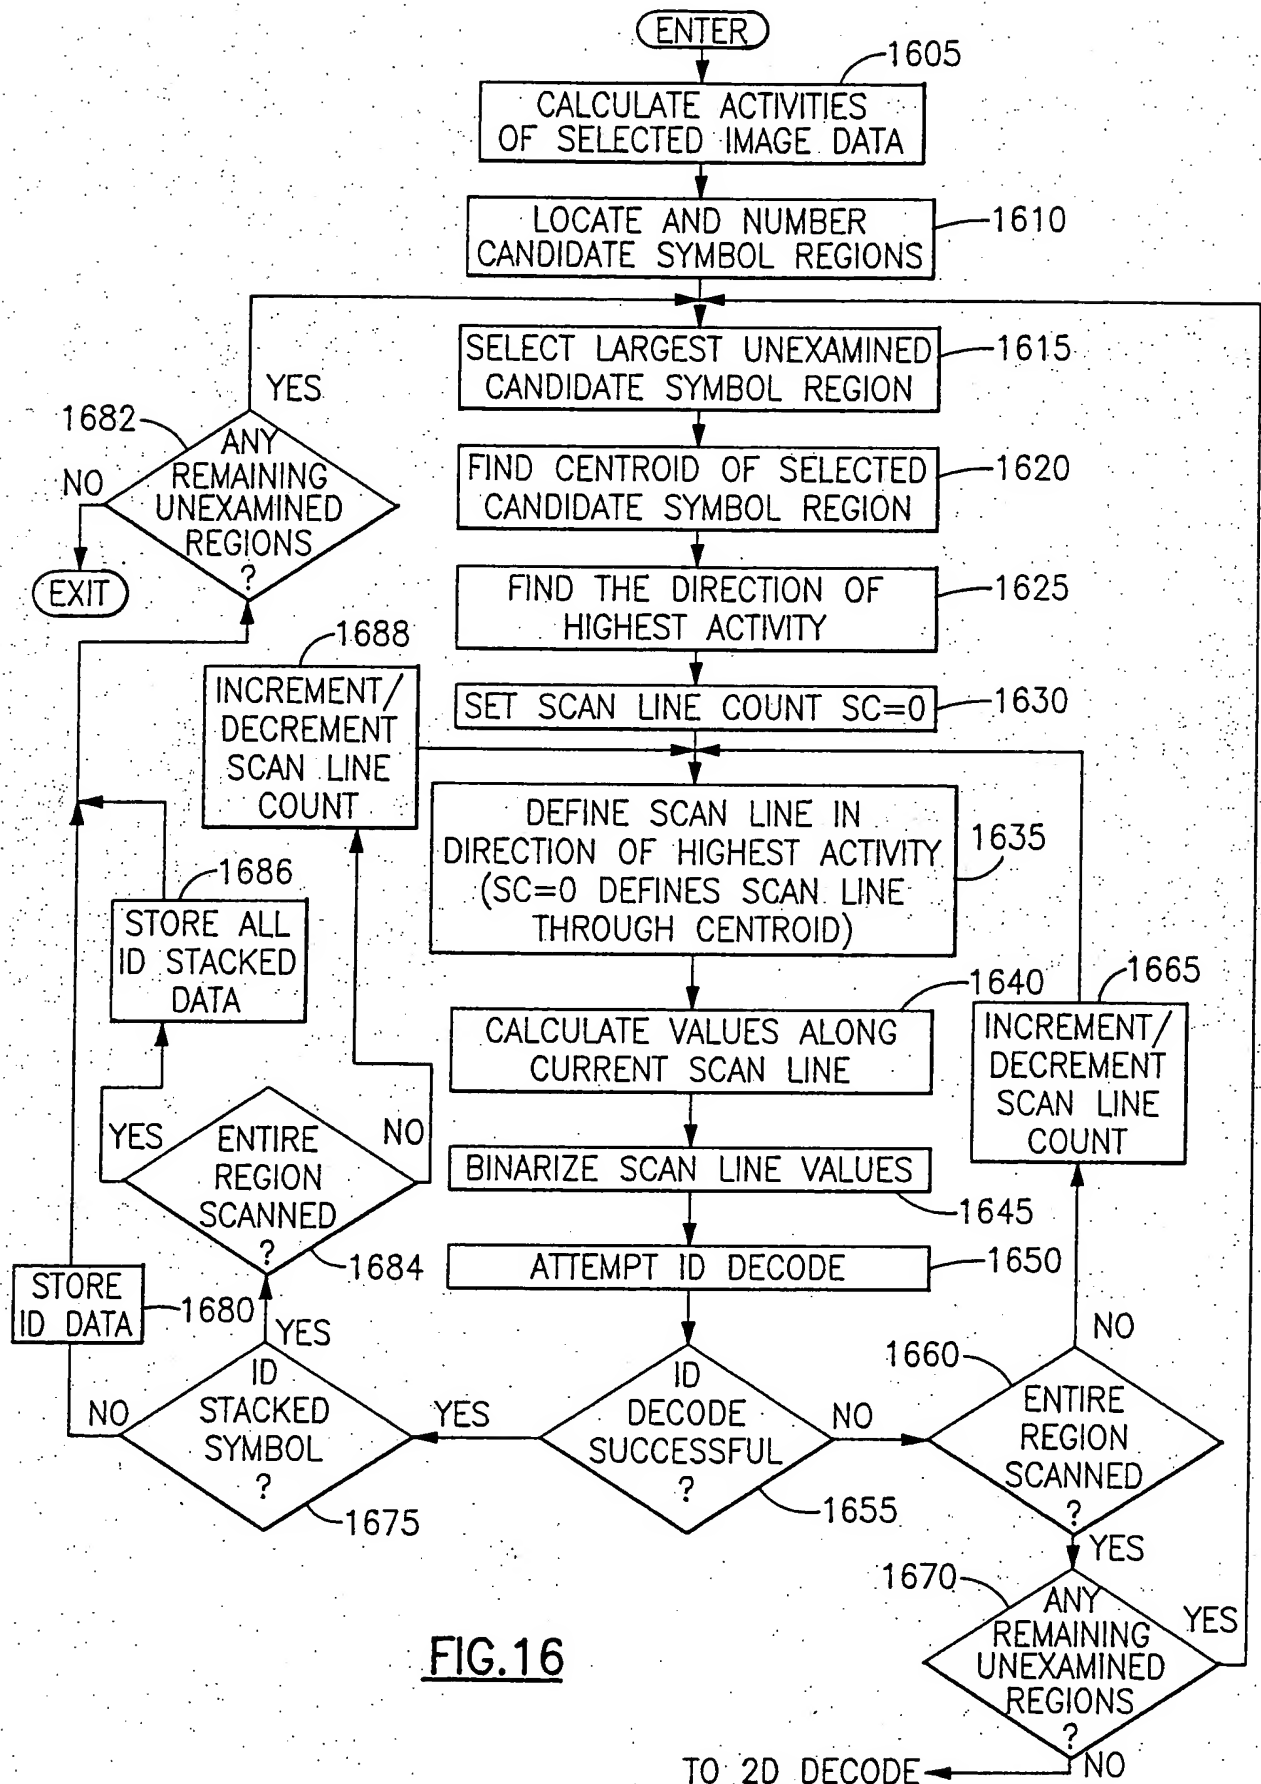 ENTER
1605
CALCULATE ACTIVITIES
OF SELECTED IMAGE DATA
LOCATE AND NUMBER
CANDIDATE SYMBOL REGIONS
1610
SELECT LARGEST UNEXAMINED
CANDIDATE SYMBOL REGION
1615
YES
1682
ANY
REMAINING
UNEXAMINED
REGIONS
?
NO
EXIT
FIND CENTROID OF SELECTED
CANDIDATE SYMBOL REGION
1620
FIND THE DIRECTION OF
HIGHEST ACTIVITY
1625
1688
INCREMENT/
DECREMENT
SCAN LINE
COUNT
SET SCAN LINE COUNT SC=0
1630
DEFINE SCAN LINE IN
DIRECTION OF HIGHEST ACTIVITY
(SC=0 DEFINES SCAN LINE
THROUGH CENTROID)
1635
1686
STORE ALL
ID STACKED
DATA
1640
CALCULATE VALUES ALONG
CURRENT SCAN LINE
1665
INCREMENT/
DECREMENT
SCAN LINE
COUNT
YES
ENTIRE
REGION
SCANNED
?
NO
1684
BINARIZE SCAN LINE VALUES
1645
ATTEMPT ID DECODE
1650
STORE
ID DATA
1680
YES
NO
ID
STACKED
SYMBOL
?
1675
YES
ID
DECODE
SUCCESSFUL
?
1655
NO
1660
NO
ENTIRE
REGION
SCANNED
?
YES
1670
ANY
REMAINING
UNEXAMINED
REGIONS
?
YES
NO
TO 2D DECODE
FIG.16